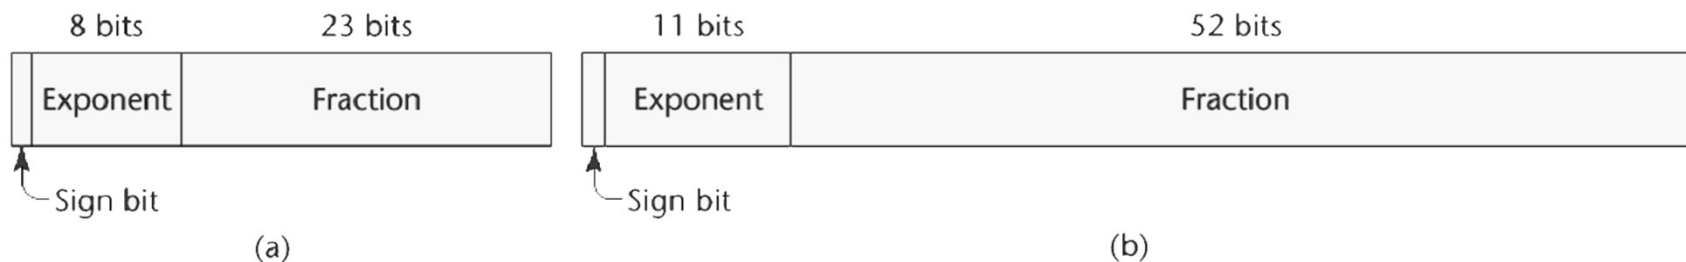 8 bits 23 bits 11 bits 52 bits
Exponent Fraction Exponent Fraction
Sign bit Sign bit
(a) (b)